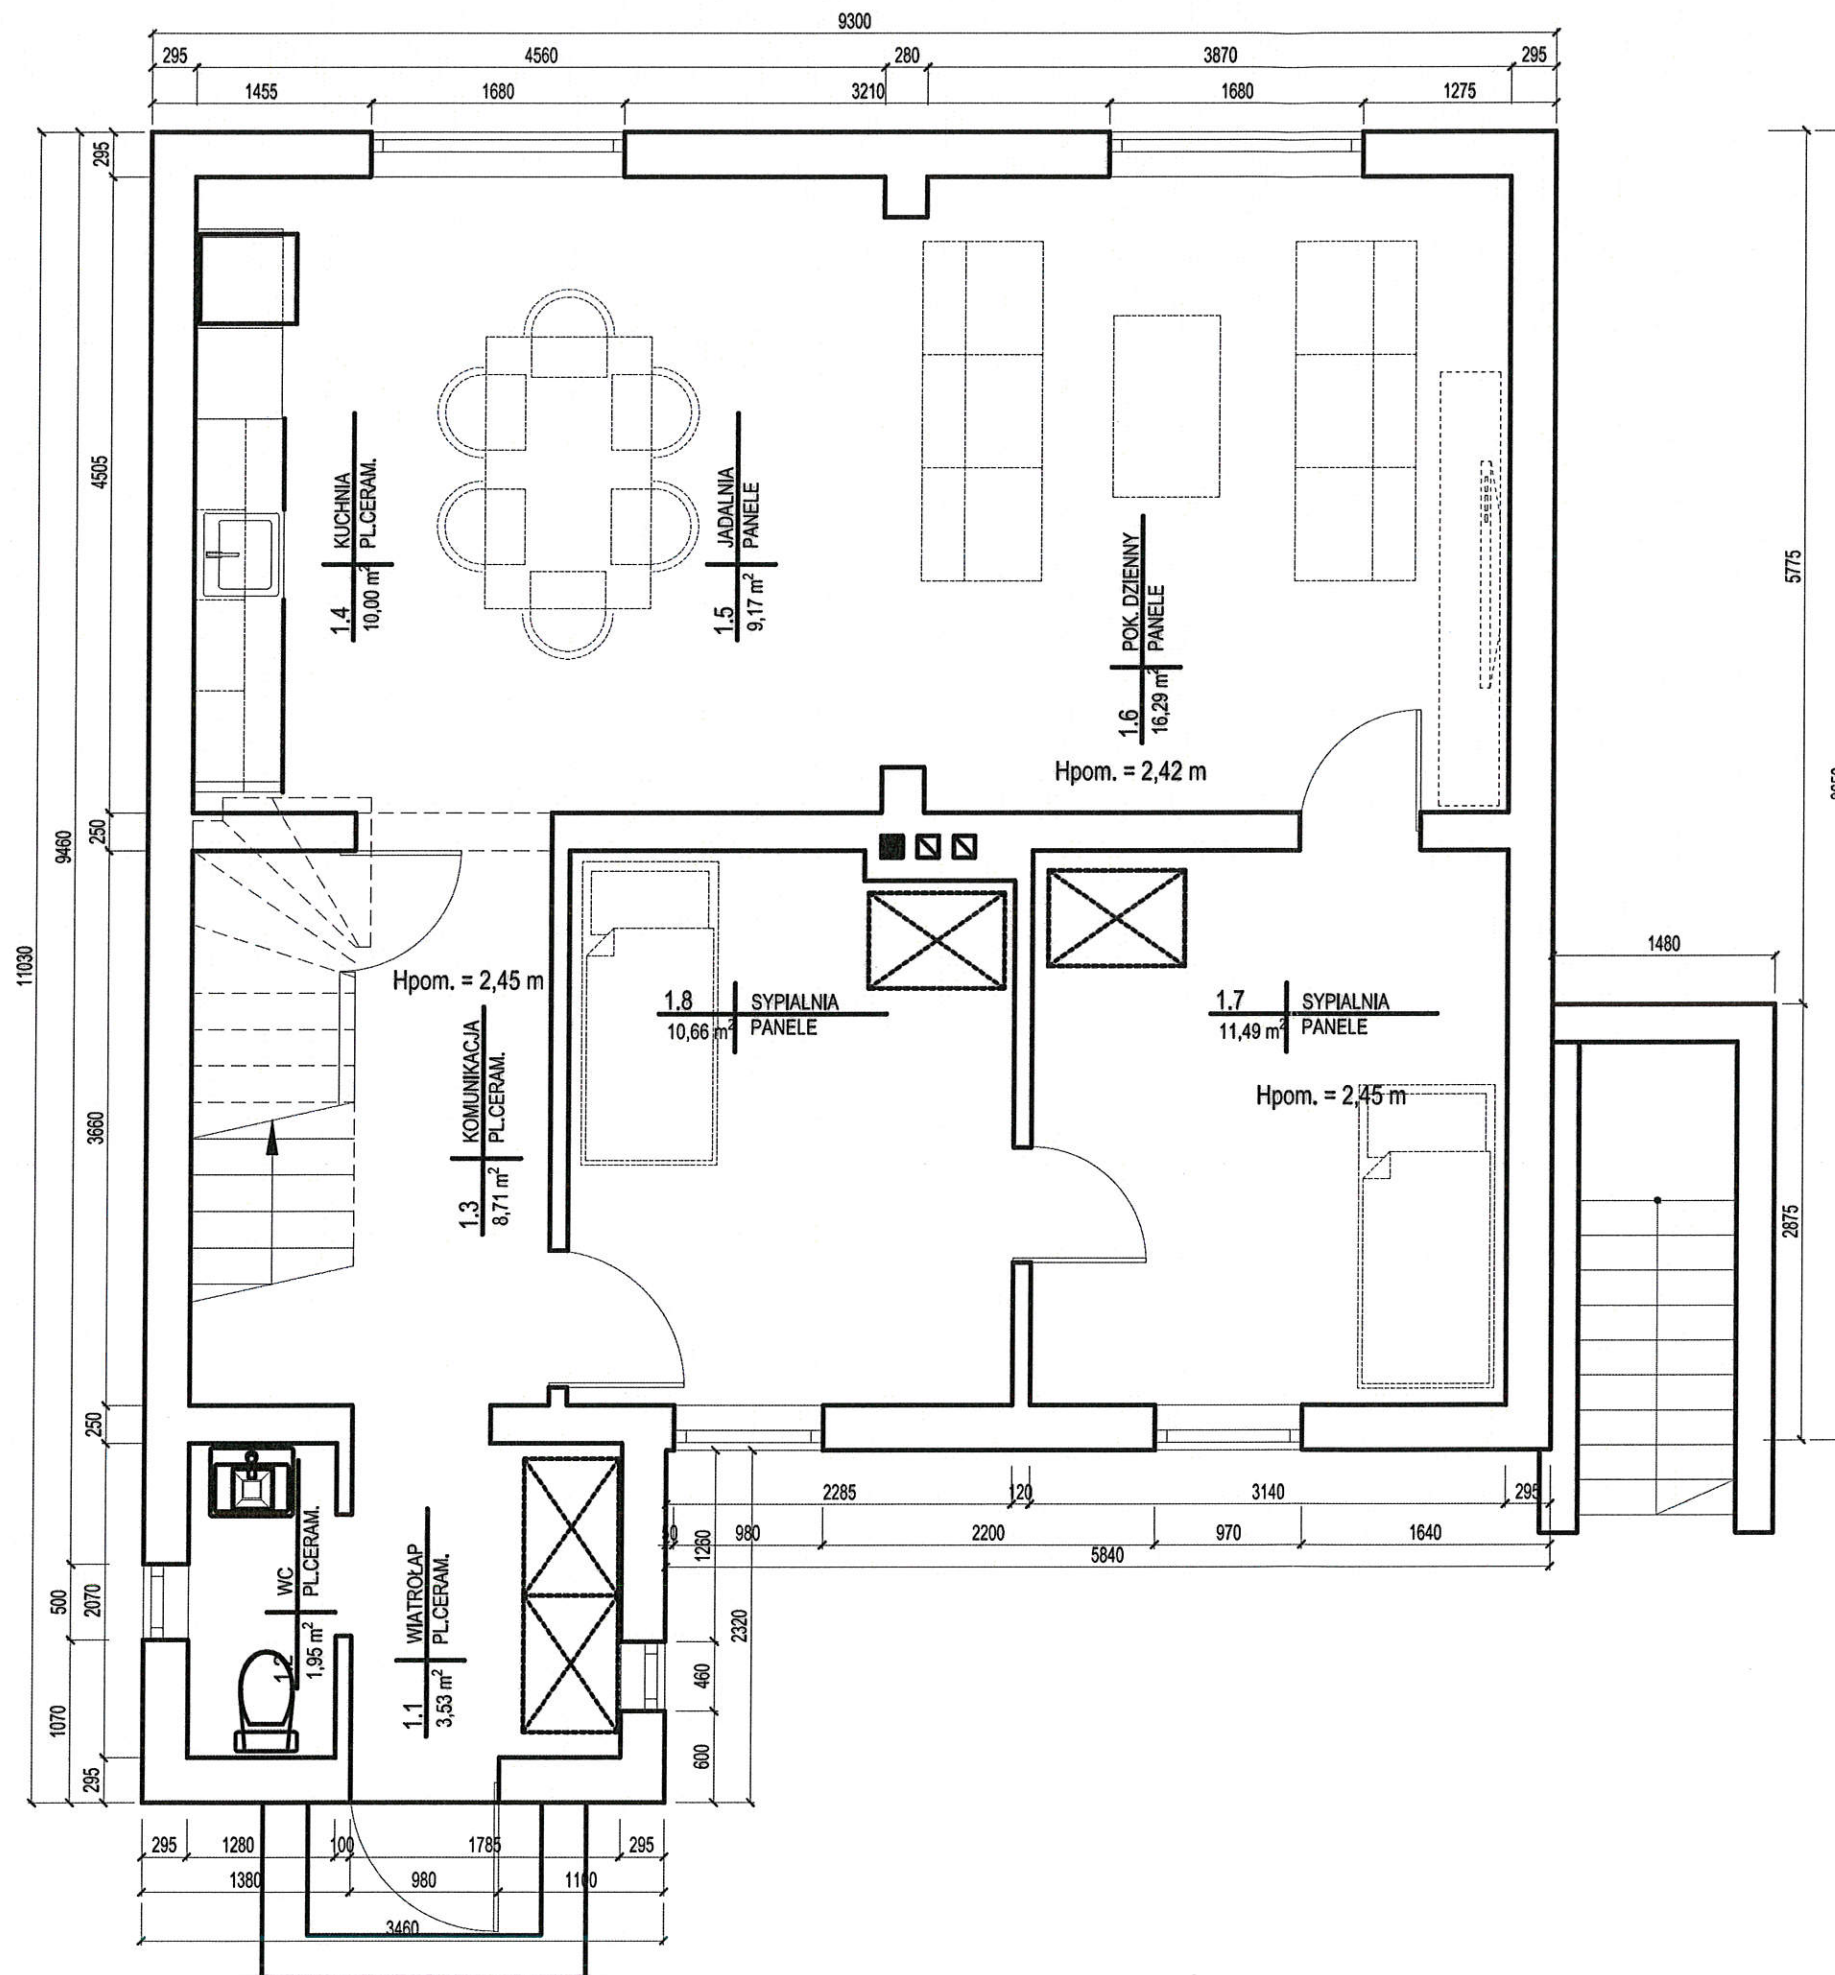 9300
295 4560 280 3870 295
1455 1680 3210 1680 1275
11030
9460
500
1070
295
4505
250
3660
250
2070
295
1.4 KUCHNIA
10,00 m² PL.CERAM.
1.5 JADALNIA
9,17 m² PANELE
1.6 POK. DZIENNY
16,29 m² PANELE
Hpom. = 2,42 m
5775
2875
1480
Hpom. = 2,45 m
1.3 KOMUNIKACJA
8,71 m² PL.CERAM.
1.8 SYPIALNIA
10,66 m² PANELE
1.7 SYPIALNIA
11,49 m² PANELE
Hpom. = 2,45 m
1.2 WC
1,95 m² PL.CERAM.
1.1 WIATROŁAP
3,53 m² PL.CERAM.
2285 120 3140 295
980 2200 970 1640
5840
1260
460
600
2320
295 1280 100 1785 295
1380 980 1100
3460